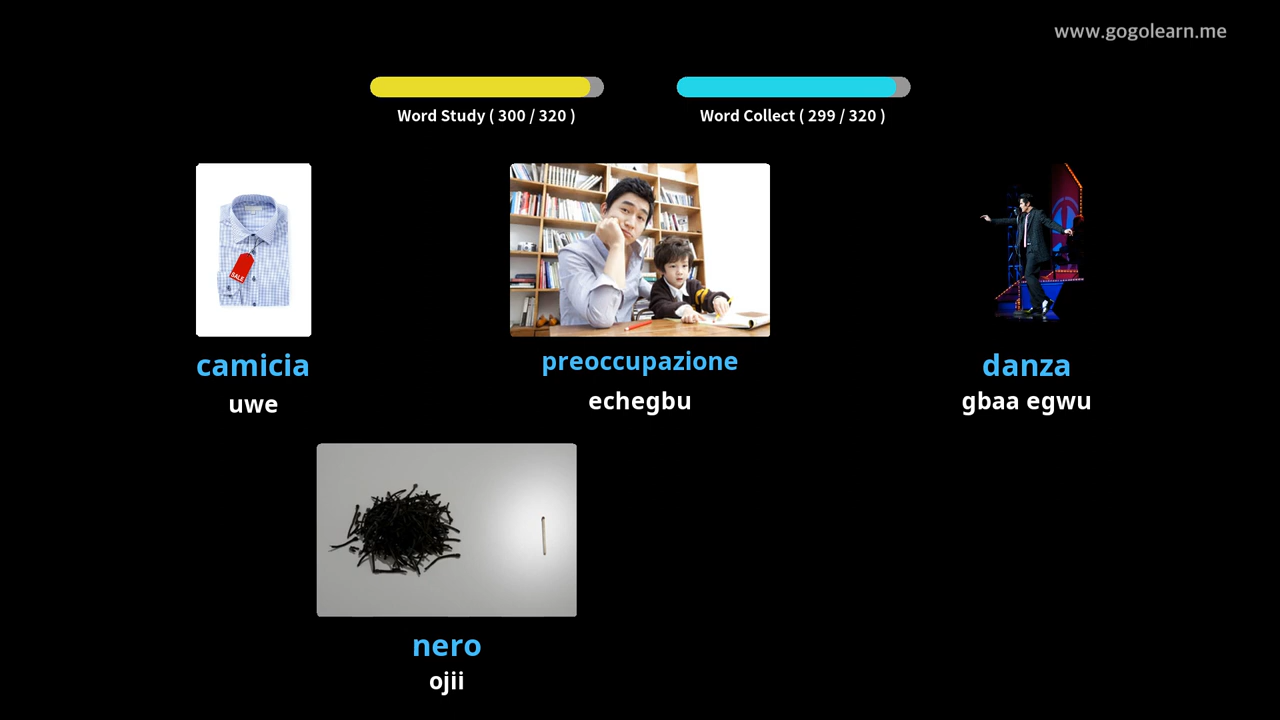 www.gogolearn.me
Word Study ( 300 / 320 )
Word Collect ( 299 / 320 )
SALE
camicia
uwe
preoccupazione
echegbu
danza
gbaa egwu
nero
ojii